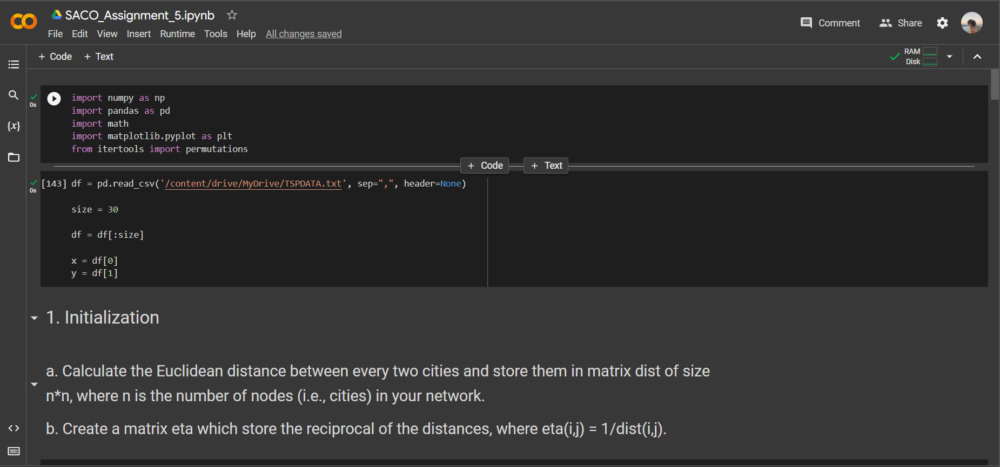 SACO_Assignment_5.ipynb
File Edit View Insert Runtime Tools Help All changes saved
Comment Share
+ Code + Text
RAM
Disk
0s
import numpy as np
import pandas as pd
import math
import matplotlib.pyplot as plt
from itertools import permutations
+ Code + Text
0s
[143] df = pd.read_csv('/content/drive/MyDrive/TSPDATA.txt', sep=",", header=None)
size = 30
df = df[:size]
x = df[0]
y = df[1]
1. Initialization
a. Calculate the Euclidean distance between every two cities and store them in matrix dist of size
n*n, where n is the number of nodes (i.e., cities) in your network.
b. Create a matrix eta which store the reciprocal of the distances, where eta(i,j) = 1/dist(i,j).